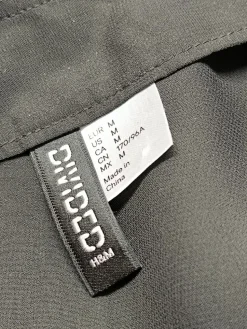 EUR M
US M
CA M
CN 170/96A
MX M
Made in
China
DIVIDED
H&M